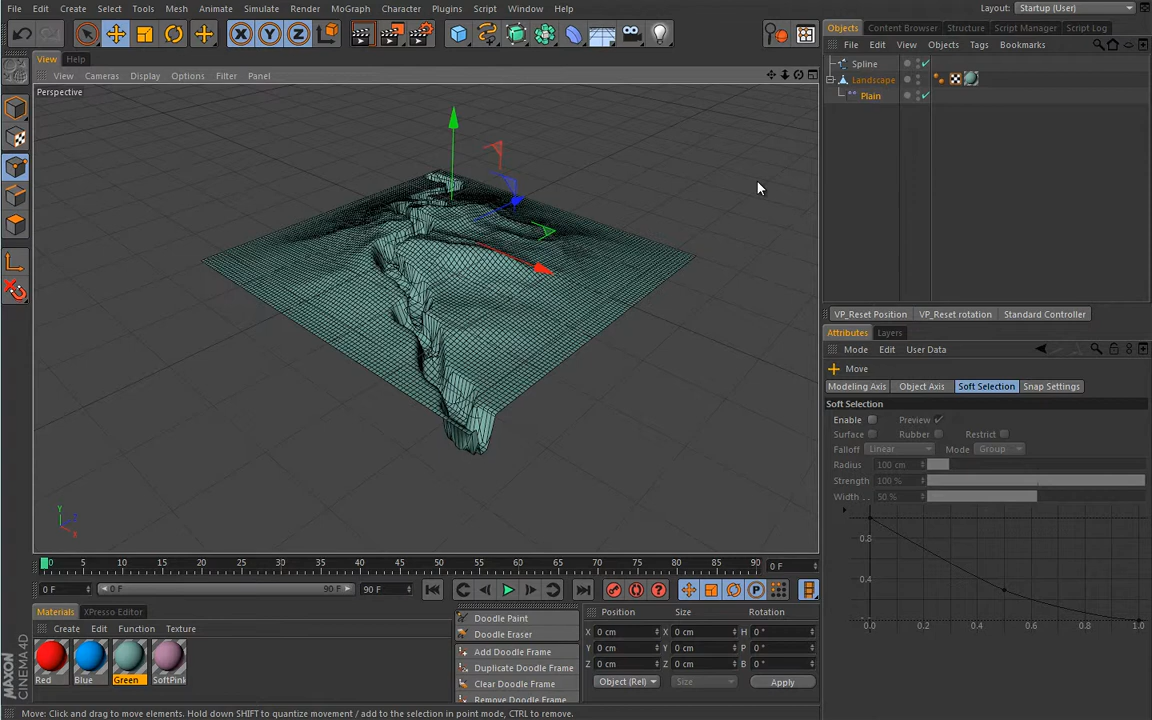 File Edit Create Select Tools Mesh Animate Simulate Render MoGraph Character Plugins Script Window Help Layout: Startup (User)
X Y Z
Objects Content Browser Structure Script Manager Script Log
File Edit View Objects Tags Bookmarks
View Help
View Cameras Display Options Filter Panel
Perspective
Spline
Landscape
Plain
Y
Z
X
VP_Reset Position VP_Reset rotation Standard Controller
Attributes Layers
Mode Edit User Data
Move
Modeling Axis Object Axis Soft Selection Snap Settings
Soft Selection
Enable Preview
Surface Rubber Restrict
Falloff Linear Mode Group
Radius 100 cm
Strength 100 %
Width .. 50 %
0.8
0.4
0.0 0.2 0.4 0.6 0.8 1.0
0 5 10 15 20 25 30 35 40 45 50 55 60 65 70 75 80 85 90 0 F
0 F 0 F 90 F 90 F
P
Materials XPresso Editor
Create Edit Function Texture
Red Blue Green SoftPink
MAXON CINEMA 4D
Doodle Paint
Doodle Eraser
Add Doodle Frame
Duplicate Doodle Frame
Clear Doodle Frame
Remove Doodle Frame
Position Size Rotation
X 0 cm X 0 cm H 0 °
Y 0 cm Y 0 cm P 0 °
Z 0 cm Z 0 cm B 0 °
Object (Rel) Size Apply
Move: Click and drag to move elements. Hold down SHIFT to quantize movement / add to the selection in point mode, CTRL to remove.